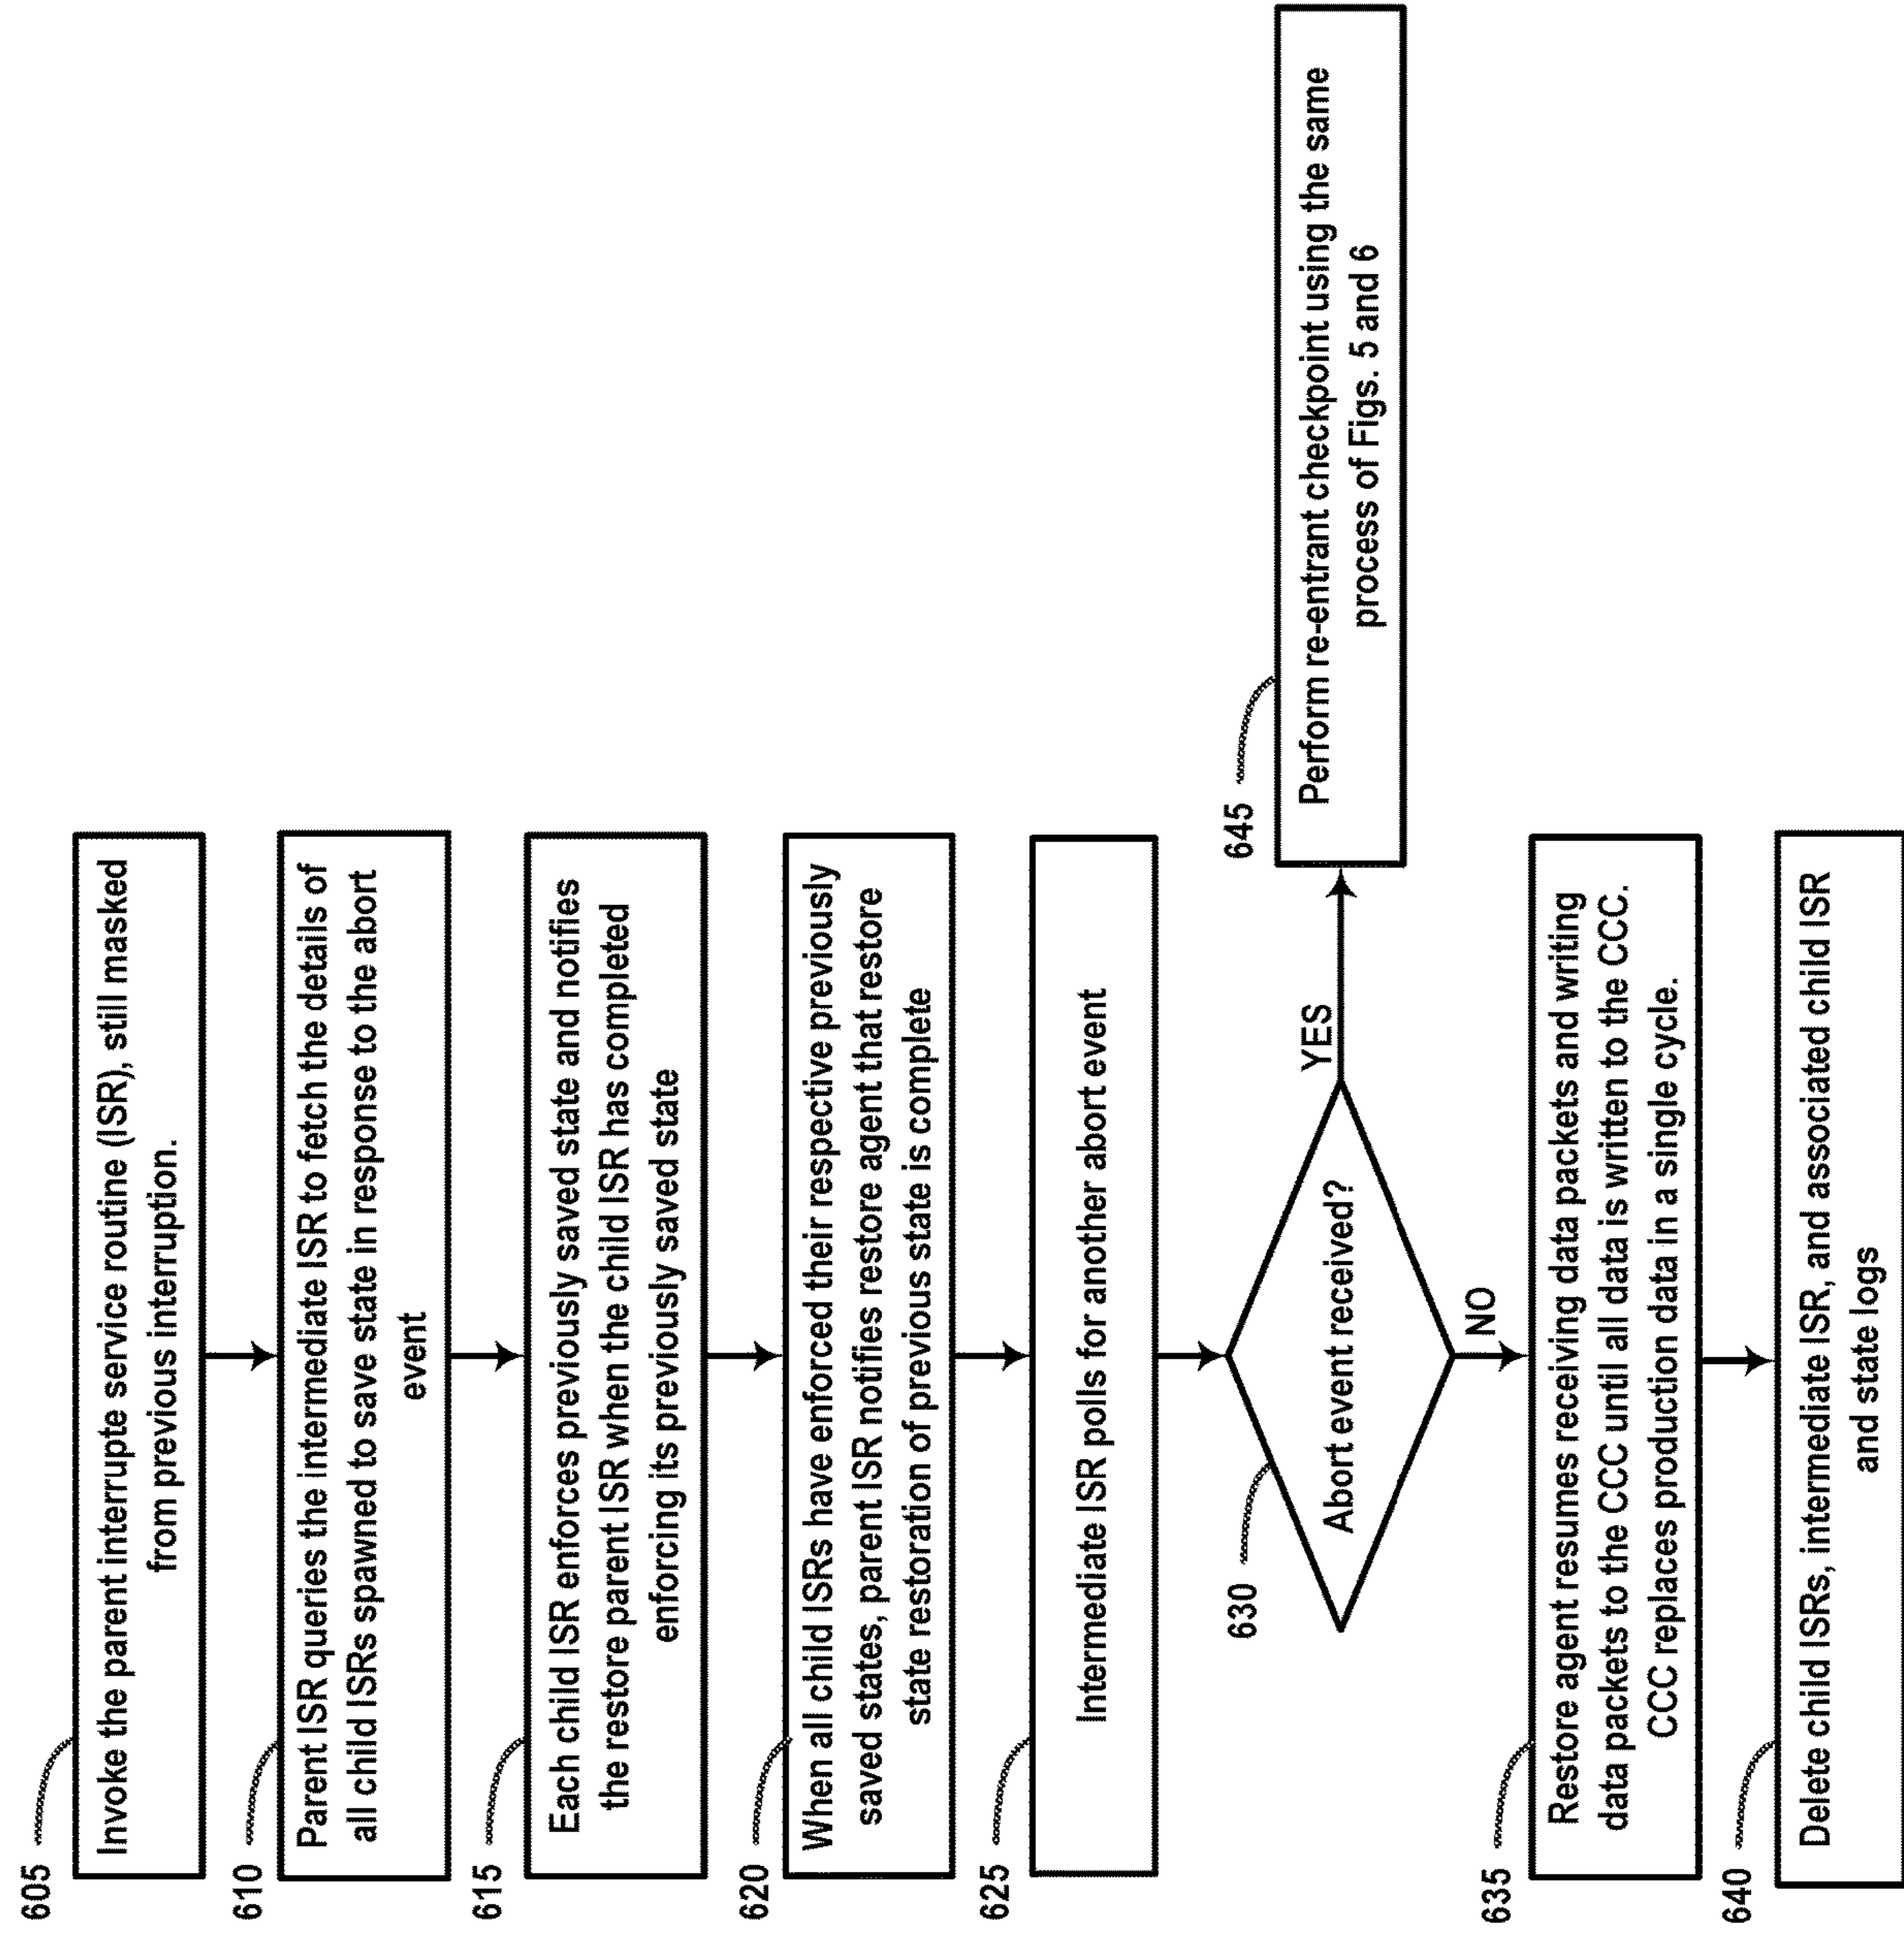 605
Invoke the parent interrupte service routine (ISR), still masked
from previous interruption.
610
Parent ISR queries the intermediate ISR to fetch the details of
all child ISRs spawned to save state in response to the abort
event
615
Each child ISR enforces previously saved state and notifies
the restore parent ISR when the child ISR has completed
enforcing its previously saved state
620
When all child ISRs have enforced their respective previously
saved states, parent ISR notifies restore agent that restore
state restoration of previous state is complete
625
Intermediate ISR polls for another abort event
630
Abort event received?
YES
645
Perform re-entrant checkpoint using the same
process of Figs. 5 and 6
NO
635
Restore agent resumes receiving data packets and writing
data packets to the CCC until all data is written to the CCC.
CCC replaces production data in a single cycle.
640
Delete child ISRs, intermediate ISR, and associated child ISR
and state logs